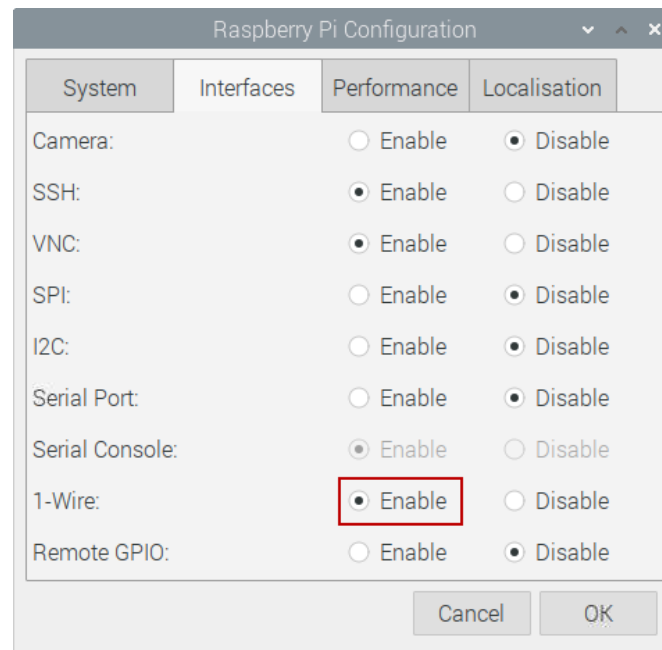 Raspberry Pi Configuration
System Interfaces Performance Localisation
Camera: Enable Disable
SSH: Enable Disable
VNC: Enable Disable
SPI: Enable Disable
I2C: Enable Disable
Serial Port: Enable Disable
Serial Console: Enable Disable
1-Wire: Enable Disable
Remote GPIO: Enable Disable
Cancel OK